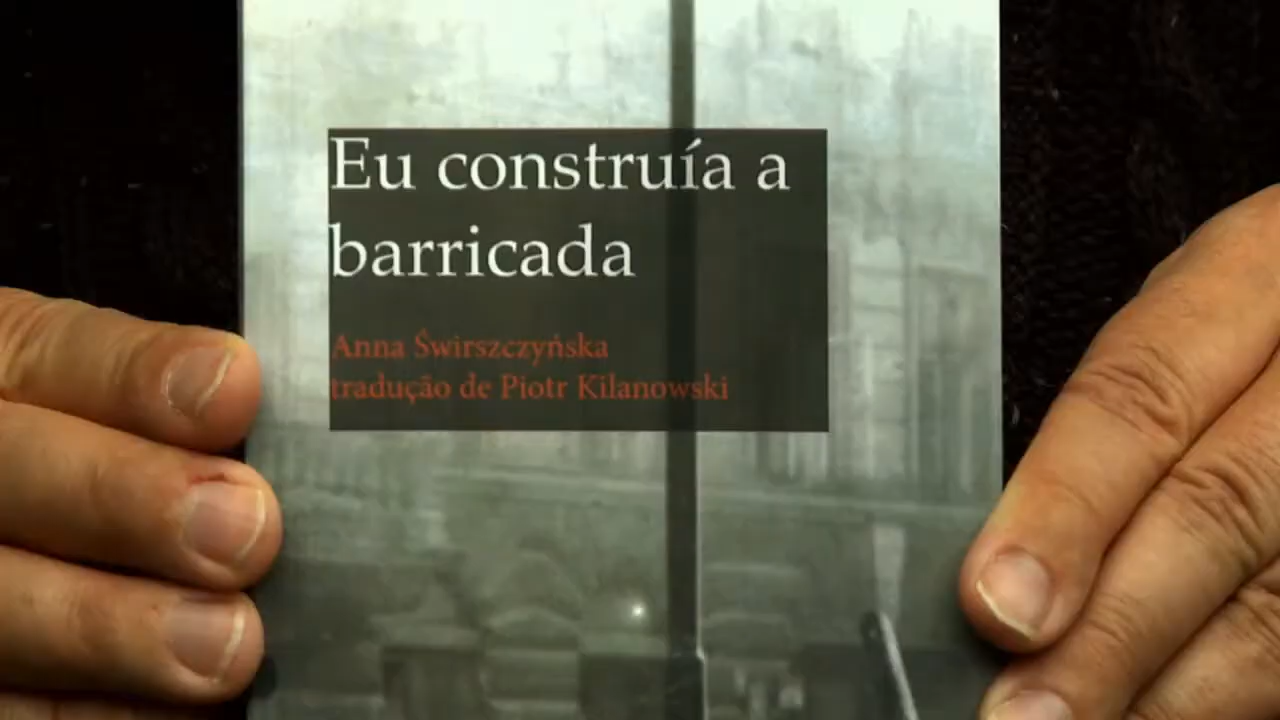 Eu construía a
barricada
Anna Świrszczyńska
tradução de Piotr Kilanowski